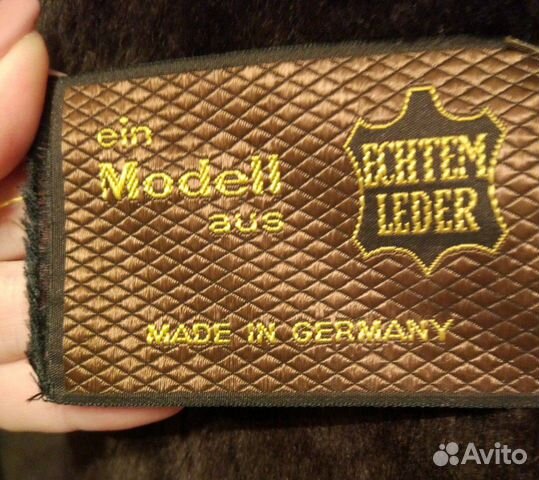 ein
Modell
aus
ECHTEM
LEDER
MADE IN GERMANY
Avito